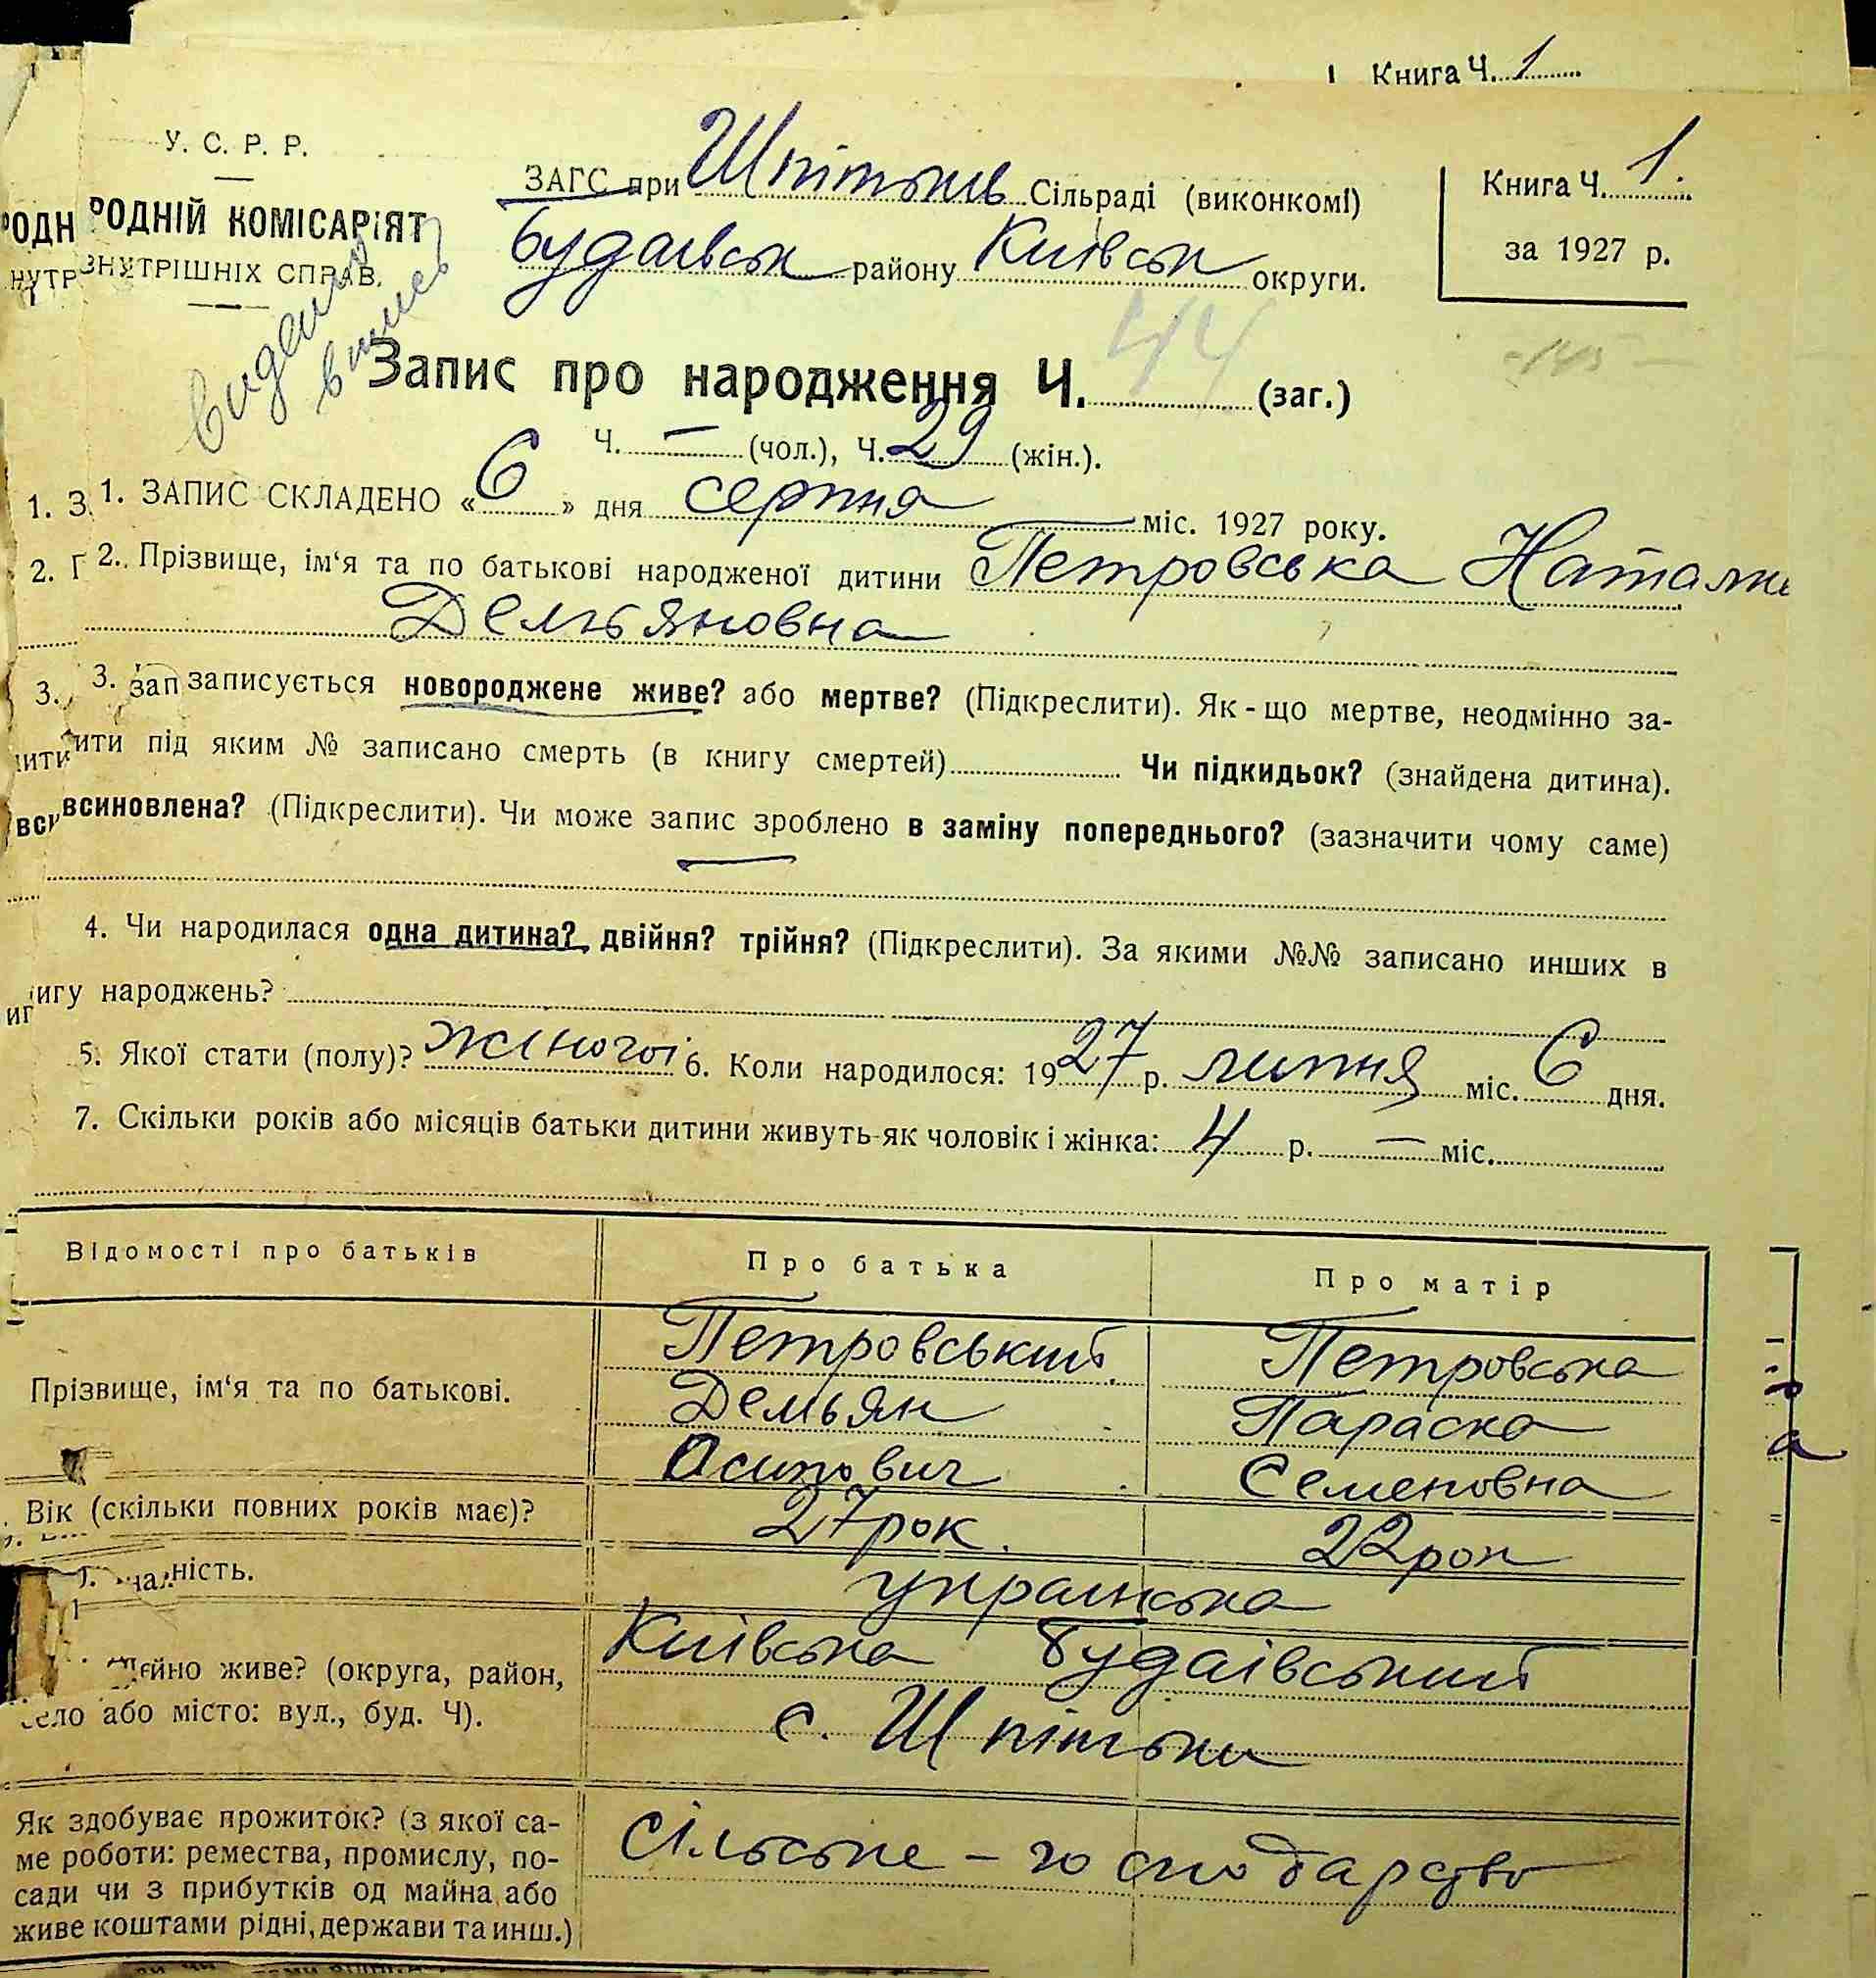 Книга Ч. 1
У. С. Р. Р.
РОДНІЙ КОМІСАРІЯТ
ВНУТРІШНІХ СПРАВ.
ЗАГС при Шпітьків Сільраді (виконкомі)
Будаївськ району Київськ округи.
Книга Ч. 1.
за 1927 р.
Запис про народження Ч. 44 (заг.)
Ч. — (чол.), Ч. 29 (жін.).
1. ЗАПИС СКЛАДЕНО «6» дня серпня міс. 1927 року.
2. Прізвище, ім‘я та по батькові народженої дитини Петровська Наталка
Демьяновна
3. записується новороджене живе? або мертве? (Підкреслити). Як-що мертве, неодмінно за-
ити під яким № записано смерть (в книгу смертей) Чи підкидьок? (знайдена дитина).
всиновлена? (Підкреслити). Чи може запис зроблено в заміну попереднього? (зазначити чому саме)
—
4. Чи народилася одна дитина? двійня? трійня? (Підкреслити). За якими №№ записано инших в
игу народжень?
5. Якої стати (полу)? жіночої 6. Коли народилося: 1927 р. липня міс. 6 дня.
7. Скільки років або місяців батьки дитини живуть як чоловік і жінка: 4 р. — міс.
Відомості про батьків Про батька Про матір
Прізвище, ім‘я та по батькові.
Петровський Петровська
Демьян Параска
Осипович Семеновна
Вік (скільки повних років має)? 27 рок. 22 рок
ність. українська
ейно живе? (округа, район,
село або місто: вул., буд. Ч).
Київська Будаївський
с. Шпітьки
Як здобуває прожиток? (з якої са-
ме роботи: ремества, промислу, по-
сади чи з прибутків од майна або
живе коштами рідні, держави та инш.)
Сільське - господарство